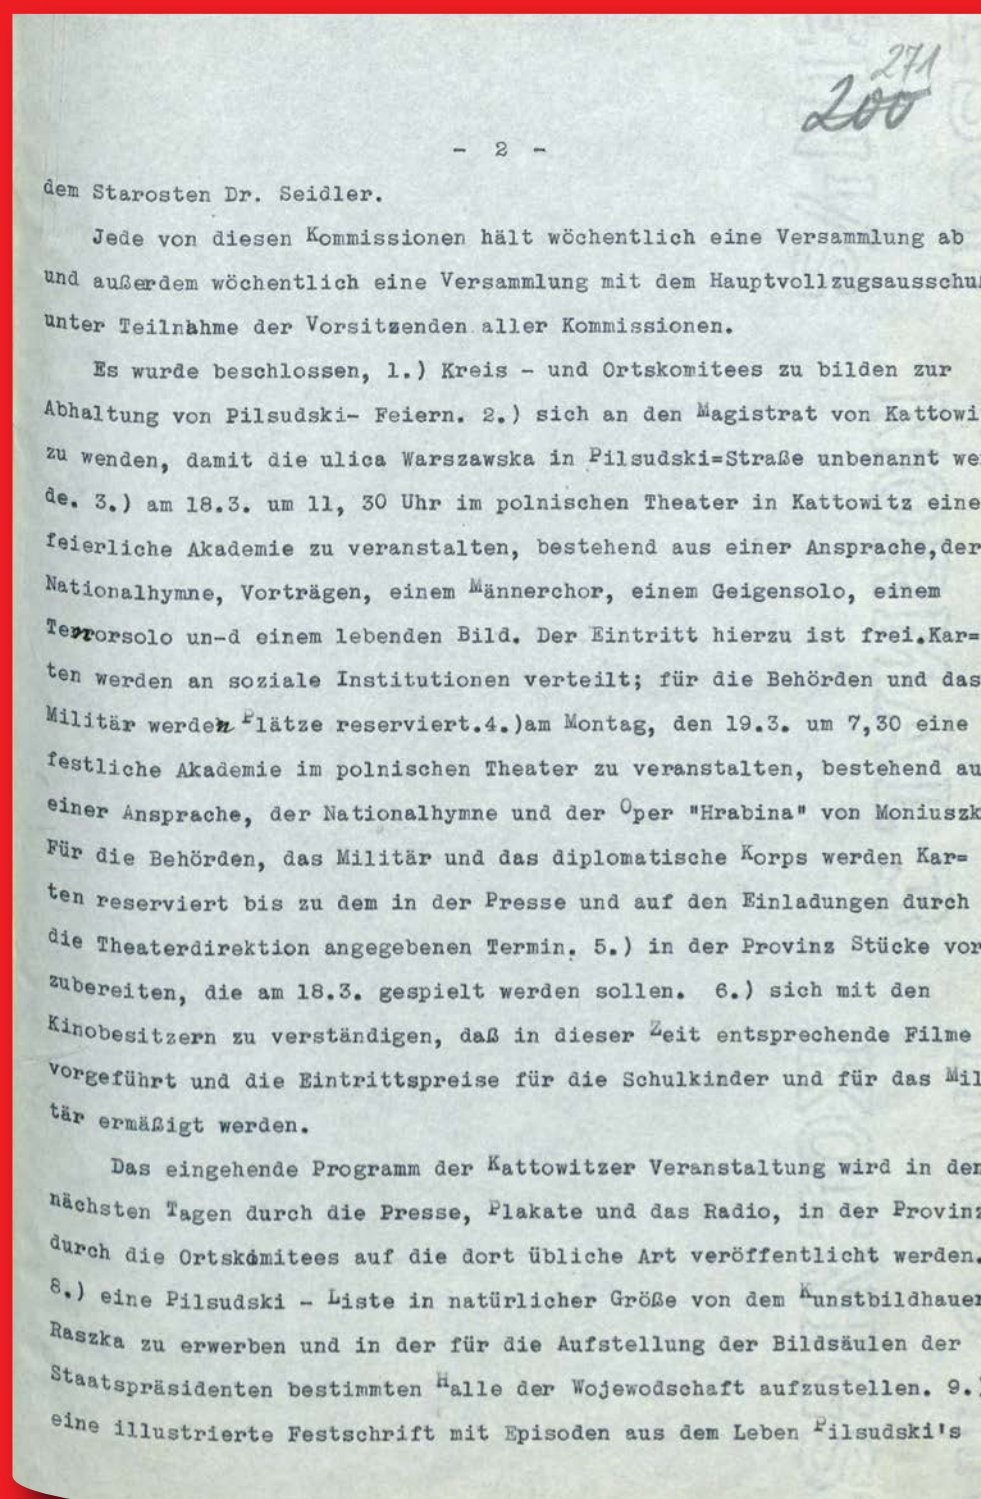 271
200
- 2 -
dem Starosten Dr. Seidler.
Jede von diesen Kommissionen hält wöchentlich eine Versammlung ab
und außerdem wöchentlich eine Versammlung mit dem Hauptvollzugsausschuß
unter Teilnahme der Vorsitzenden aller Kommissionen.
Es wurde beschlossen, 1.) Kreis - und Ortskomitees zu bilden zur
Abhaltung von Pilsudski- Feiern. 2.) sich an den Magistrat von Kattowi
zu wenden, damit die ulica Warszawska in Pilsudski=Straße unbenannt wer
de. 3.) am 18.3. um 11, 30 Uhr im polnischen Theater in Kattowitz eine
feierliche Akademie zu veranstalten, bestehend aus einer Ansprache,der
Nationalhymne, Vorträgen, einem Männerchor, einem Geigensolo, einem
Tenorsolo un-d einem lebenden Bild. Der Eintritt hierzu ist frei.Kar=
ten werden an soziale Institutionen verteilt; für die Behörden und das
Militär werden Plätze reserviert.4.)am Montag, den 19.3. um 7,30 eine
festliche Akademie im polnischen Theater zu veranstalten, bestehend au
einer Ansprache, der Nationalhymne und der Oper "Hrabina" von Moniuszk
Für die Behörden, das Militär und das diplomatische Korps werden Kar=
ten reserviert bis zu dem in der Presse und auf den Einladungen durch
die Theaterdirektion angegebenen Termin. 5.) in der Provinz Stücke vor
zubereiten, die am 18.3. gespielt werden sollen. 6.) sich mit den
Kinobesitzern zu verständigen, daß in dieser Zeit entsprechende Filme
vorgeführt und die Eintrittspreise für die Schulkinder und für das Mil
tär ermäßigt werden.
Das eingehende Programm der Kattowitzer Veranstaltung wird in den
nächsten Tagen durch die Presse, Plakate und das Radio, in der Provinz
durch die Ortskomitees auf die dort übliche Art veröffentlicht werden.
8.) eine Pilsudski - Liste in natürlicher Größe von dem Kunstbildhauer
Raszka zu erwerben und in der für die Aufstellung der Bildsäulen der
Staatspräsidenten bestimmten Halle der Wojewodschaft aufzustellen. 9.)
eine illustrierte Festschrift mit Episoden aus dem Leben Pilsudski's